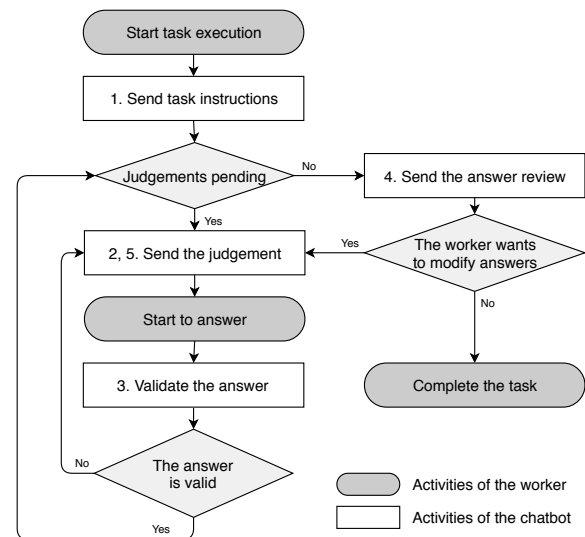 Start task execution
1. Send task instructions
Judgements pending
No
4. Send the answer review
Yes
2, 5. Send the judgement
Yes
The worker wants
to modify answers
No
Start to answer
3. Validate the answer
Complete the task
No
The answer
is valid
Yes
Activities of the worker
Activities of the chatbot